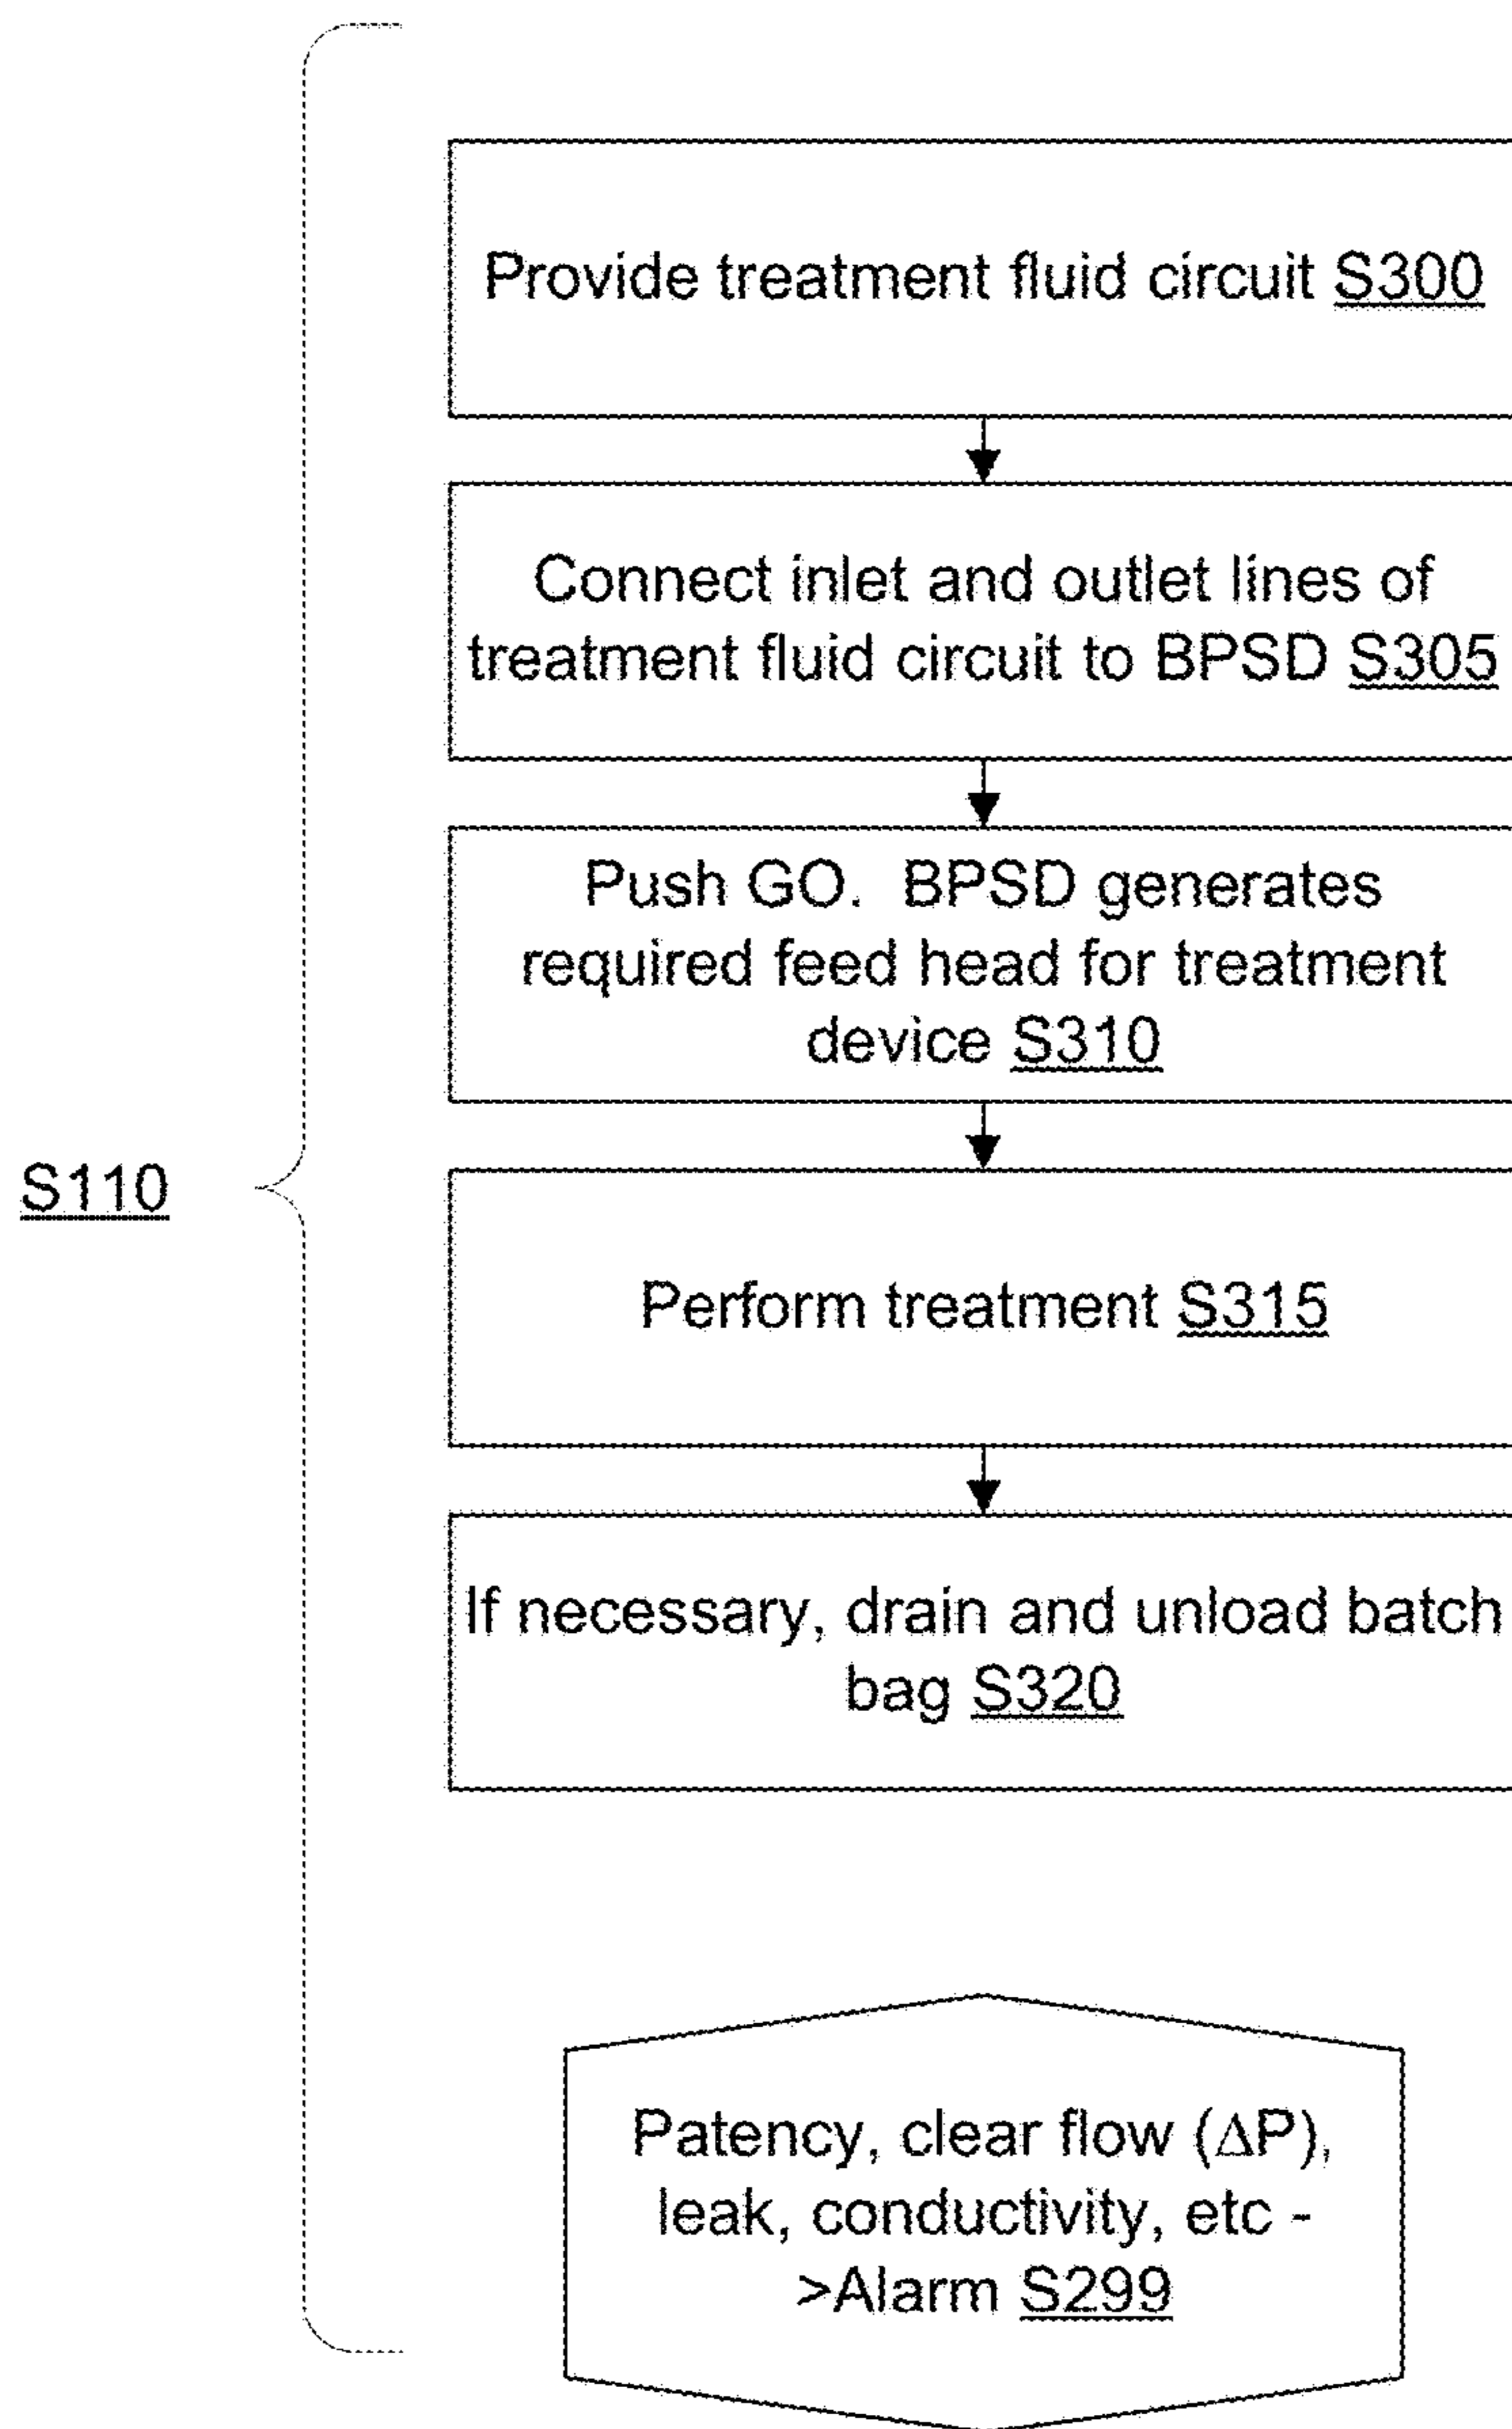 Provide treatment fluid circuit S300
Connect inlet and outlet lines of
treatment fluid circuit to BPSD S305
Push GO. BPSD generates
required feed head for treatment
device S310
S110
Perform treatment S315
If necessary, drain and unload batch
bag S320
Patency, clear flow (ΔP),
leak, conductivity, etc -
>Alarm S299